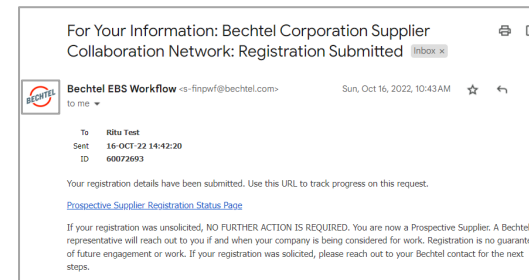 For Your Information: Bechtel Corporation Supplier
Collaboration Network: Registration Submitted Inbox ×
BECHTEL
Bechtel EBS Workflow <s-finpwf@bechtel.com> Sun, Oct 16, 2022, 10:43 AM
to me
To Ritu Test
Sent 16-OCT-22 14:42:20
ID 60072693
Your registration details have been submitted. Use this URL to track progress on this request.
Prospective Supplier Registration Status Page
If your registration was unsolicited, NO FURTHER ACTION IS REQUIRED. You are now a Prospective Supplier. A Bechtel
representative will reach out to you if and when your company is being considered for work. Registration is no
of future engagement or work. If your registration was solicited, please reach out to your Bechtel contact for the next
steps.